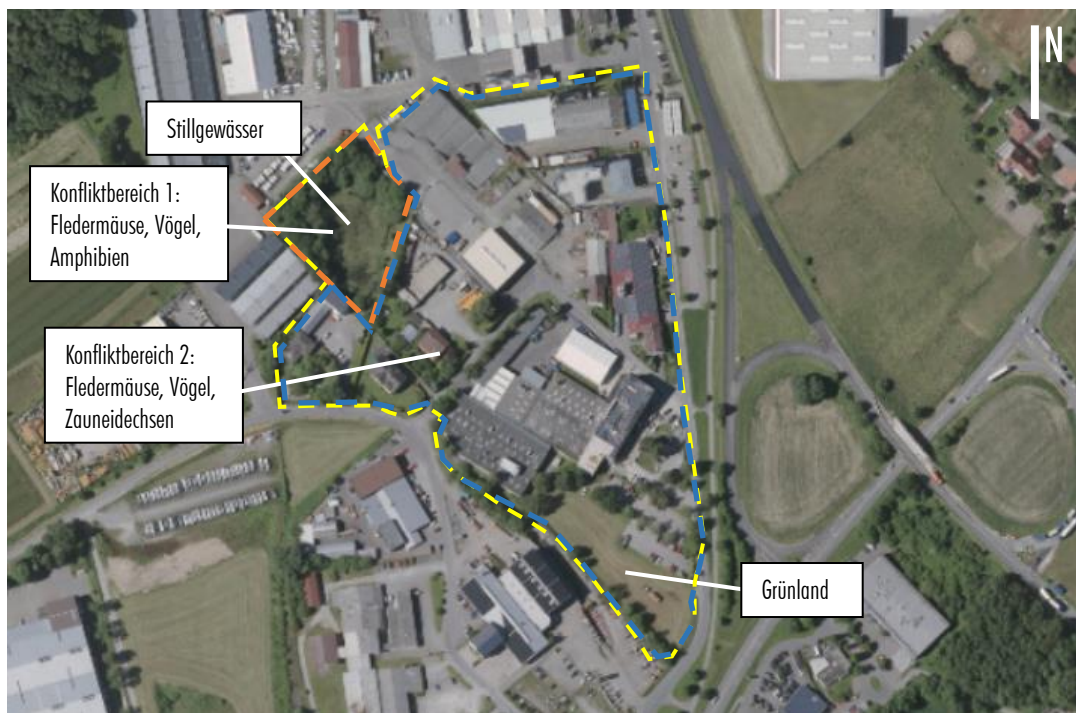 N
Stillgewässer
Konfliktbereich 1:
Fledermäuse, Vögel,
Amphibien
Konfliktbereich 2:
Fledermäuse, Vögel,
Zauneidechsen
Grünland